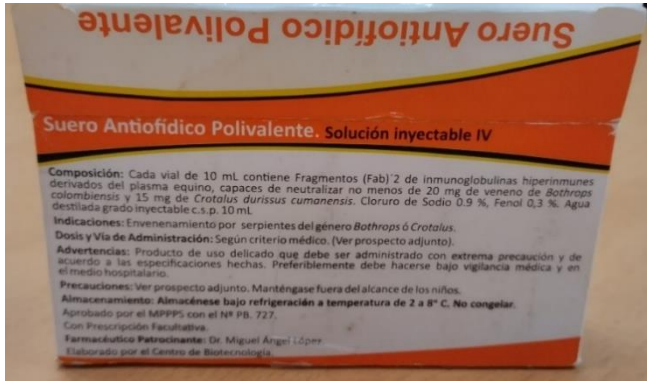 Suero Antiofídico Polivalente
Suero Antiofídico Polivalente. Solución inyectable IV
Composición: Cada vial de 10 mL contiene Fragmentos (Fab)´2 de inmunoglobulinas hiperinmunes
derivados del plasma equino, capaces de neutralizar no menos de 20 mg de veneno de Bothrops
colombiensis y 15 mg de Crotalus durissus cumanensis. Cloruro de Sodio 0.9 %, Fenol 0,3 %. Agua
destilada grado inyectable c.s.p. 10 mL
Indicaciones: Envenenamiento por serpientes del género Bothrops ó Crotalus.
Dosis y Vía de Administración: Según criterio médico. (Ver prospecto adjunto).
Advertencias: Producto de uso delicado que debe ser administrado con extrema precaución y de
acuerdo a las especificaciones hechas. Preferiblemente debe hacerse bajo vigilancia médica y en
el medio hospitalario.
Precauciones: Ver prospecto adjunto. Manténgase fuera del alcance de los niños.
Almacenamiento: Almacénese bajo refrigeración a temperatura de 2 a 8° C. No congelar.
Aprobado por el MPPPS con el Nº PB. 727.
Con Prescripción Facultativa.
Farmacéutico Patrocinante: Dr. Miguel Ángel López.
Elaborado por el Centro de Biotecnología.